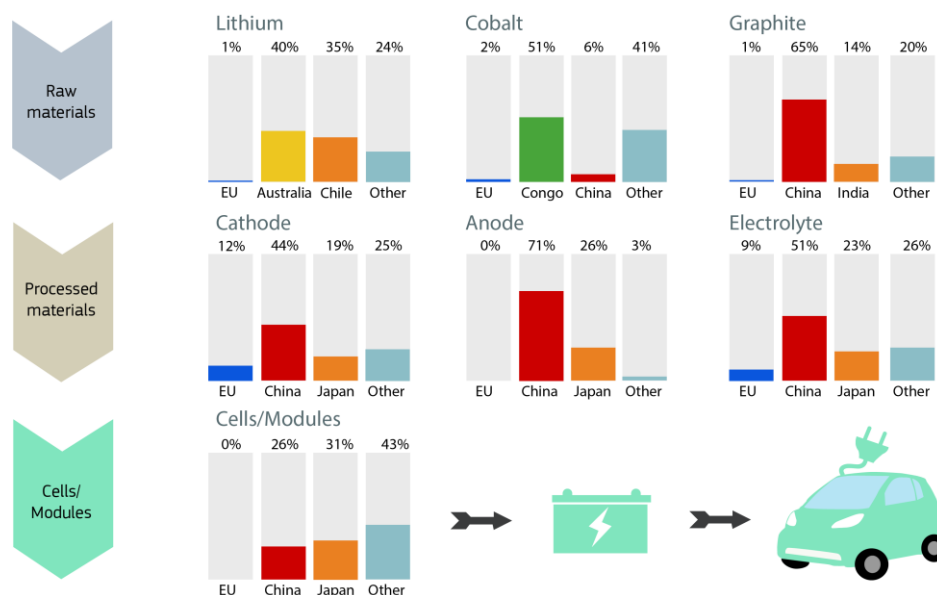 Raw
materials
Lithium
1% 40% 35% 24%
EU Australia Chile Other
Cobalt
2% 51% 6% 41%
EU Congo China Other
Graphite
1% 65% 14% 20%
EU China India Other
Processed
materials
Cathode
12% 44% 19% 25%
EU China Japan Other
Anode
0% 71% 26% 3%
EU China Japan Other
Electrolyte
9% 51% 23% 26%
EU China Japan Other
Cells/
Modules
Cells/Modules
0% 26% 31% 43%
EU China Japan Other